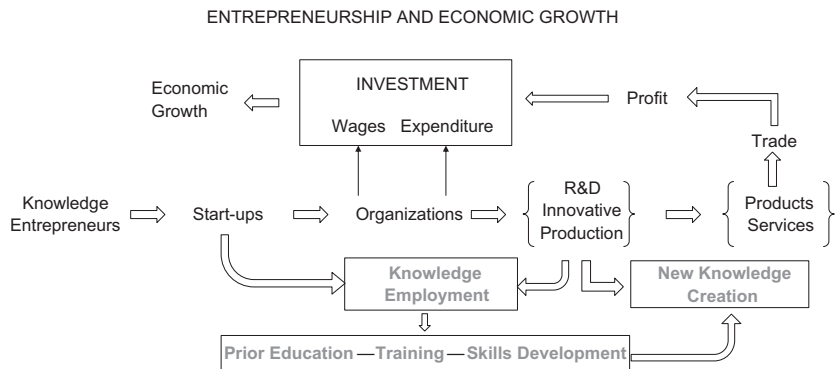 ENTREPRENEURSHIP AND ECONOMIC GROWTH
Economic
Growth
INVESTMENT
Wages Expenditure
Profit
Trade
Knowledge
Entrepreneurs
Start-ups
Organizations
R&D
Innovative
Production
Products
Services
Knowledge
Employment
New Knowledge
Creation
Prior Education — Training — Skills Development